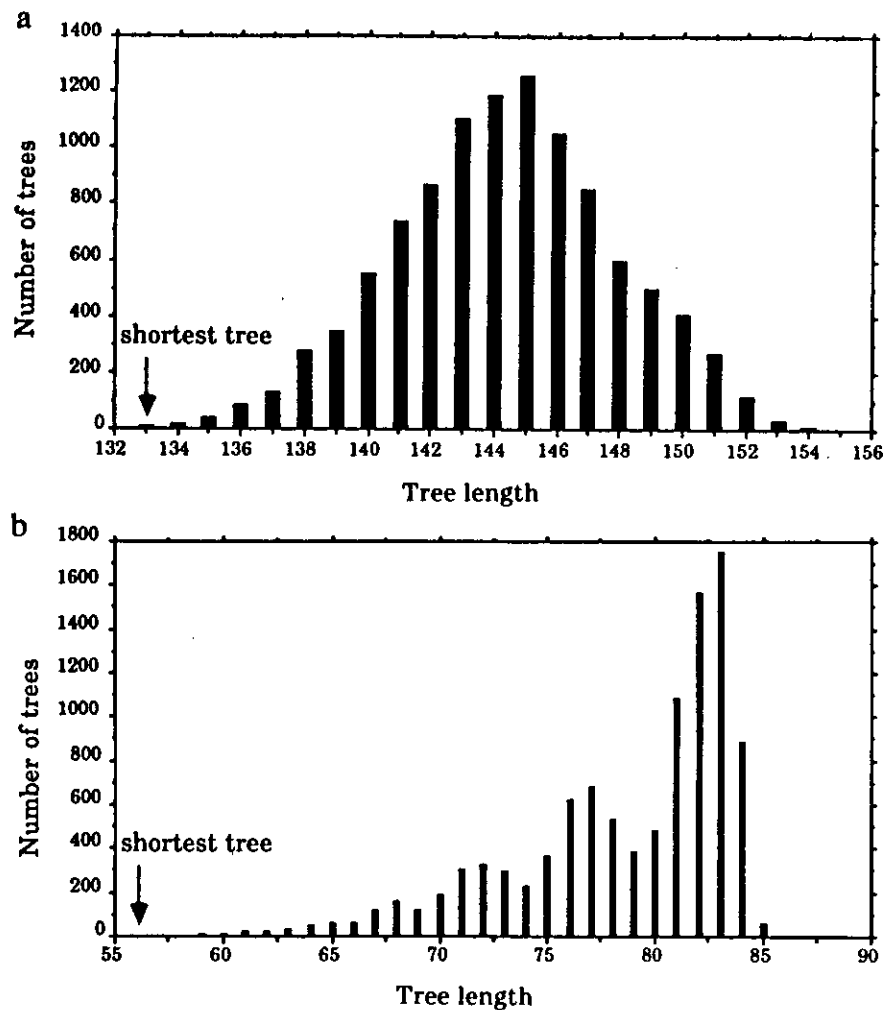 a
1400
1200
1000
800
600
400
200
0
Number of trees
shortest tree
132 134 136 138 140 142 144 146 148 150 152 154 156
Tree length
b
1800
1600
1400
1200
1000
800
600
400
200
0
Number of trees
shortest tree
55 60 65 70 75 80 85 90
Tree length